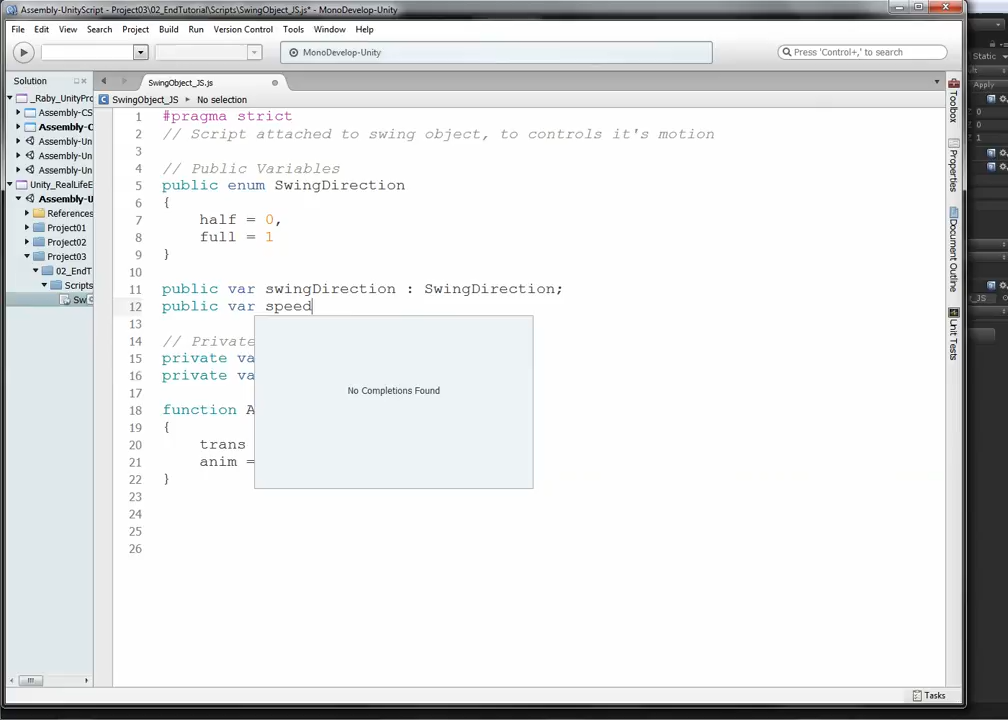 Assembly-UnityScript - Project03\02_EndTutorial\Scripts\SwingObject_JS.js* - MonoDevelop-Unity
File Edit View Search Project Build Run Version Control Tools Window Help
MonoDevelop-Unity
Press 'Control+,' to search
Static
Solution
SwingObject_JS.js
Apply
_Raby_UnityPro
SwingObject_JS No selection
Toolbox
Assembly-CS
Assembly-C
Assembly-Un
Assembly-Un
Assembly-Un
Unity_RealLifeE
Assembly-U
References
Project01
Project02
Project03
02_EndT
Scripts
Sw
1 #pragma strict
2 // Script attached to swing object, to controls it's motion
3
4 // Public Variables
5 public enum SwingDirection
6 {
7 half = 0,
8 full = 1
9 }
10
11 public var swingDirection : SwingDirection;
12 public var speed
13
14 // Private
15 private va
16 private va
17
18 function A
19 {
20 trans
21 anim =
22 }
23
24
25
26
No Completions Found
Properties
Document Outline
Unit Tests
0
0
1
_JS
Tasks